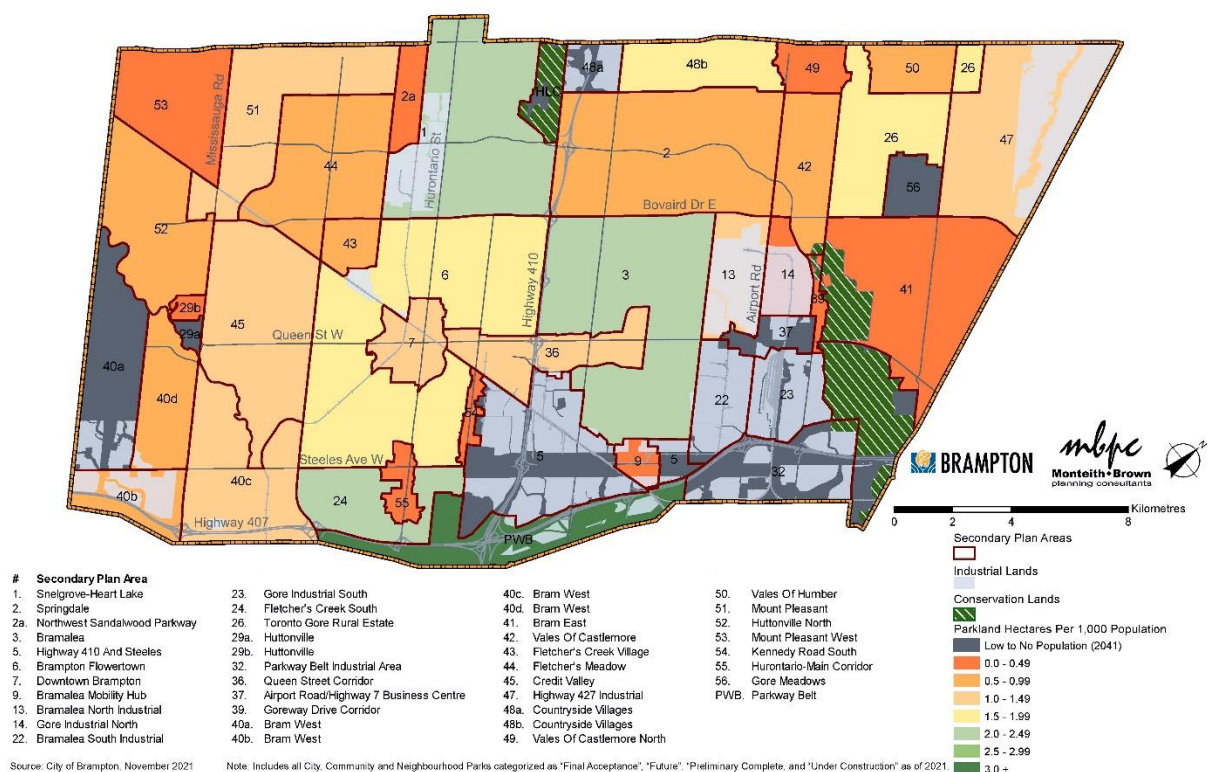 53
Mississauga Rd
51
44
2a
1
Hurontario St
HLC
48a
48b
49
50
26
47
2
42
26
56
Bovaird Dr E
52
43
6
Highway 410
3
13
Airport Rd
14
39
41
29b
29a
45
Queen St W
7
36
37
40a
40d
54
22
23
Steeles Ave W
5
9
5
32
40b
40c
24
55
Highway 407
PWB
BRAMPTON
mbpc
Monteith•Brown
planning consultants
N
0 2 4 8 Kilometres
Secondary Plan Areas
Industrial Lands
Conservation Lands
Parkland Hectares Per 1,000 Population
Low to No Population (2041)
0.0 - 0.49
0.5 - 0.99
1.0 - 1.49
1.5 - 1.99
2.0 - 2.49
2.5 - 2.99
3.0 +
# Secondary Plan Area
1. Snelgrove-Heart Lake
2. Springdale
2a. Northwest Sandalwood Parkway
3. Bramalea
5. Highway 410 And Steeles
6. Brampton Flowertown
7. Downtown Brampton
9. Bramalea Mobility Hub
13. Bramalea North Industrial
14. Gore Industrial North
22. Bramalea South Industrial
23. Gore Industrial South
24. Fletcher's Creek South
26. Toronto Gore Rural Estate
29a. Huttonville
29b. Huttonville
32. Parkway Belt Industrial Area
36. Queen Street Corridor
37. Airport Road/Highway 7 Business Centre
39. Goreway Drive Corridor
40a. Bram West
40b. Bram West
40c. Bram West
40d. Bram West
41. Bram East
42. Vales Of Castlemore
43. Fletcher's Creek Village
44. Fletcher's Meadow
45. Credit Valley
47. Highway 427 Industrial
48a. Countryside Villages
48b. Countryside Villages
49. Vales Of Castlemore North
50. Vales Of Humber
51. Mount Pleasant
52. Huttonville North
53. Mount Pleasant West
54. Kennedy Road South
55. Hurontario-Main Corridor
56. Gore Meadows
PWB. Parkway Belt
Source: City of Brampton, November 2021
Note: Includes all City, Community and Neighbourhood Parks categorized as "Final Acceptance", "Future", "Preliminary Complete, and "Under Construction" as of 2021.